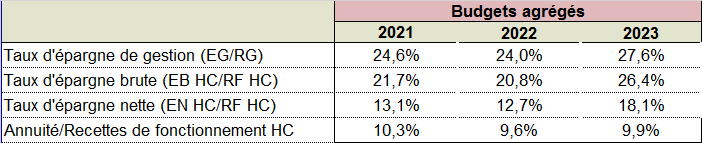 Budgets agrégés
2021 2022 2023
Taux d'épargne de gestion (EG/RG) 24,6% 24,0% 27,6%
Taux d'épargne brute (EB HC/RF HC) 21,7% 20,8% 26,4%
Taux d'épargne nette (EN HC/RF HC) 13,1% 12,7% 18,1%
Annuité/Recettes de fonctionnement HC 10,3% 9,6% 9,9%